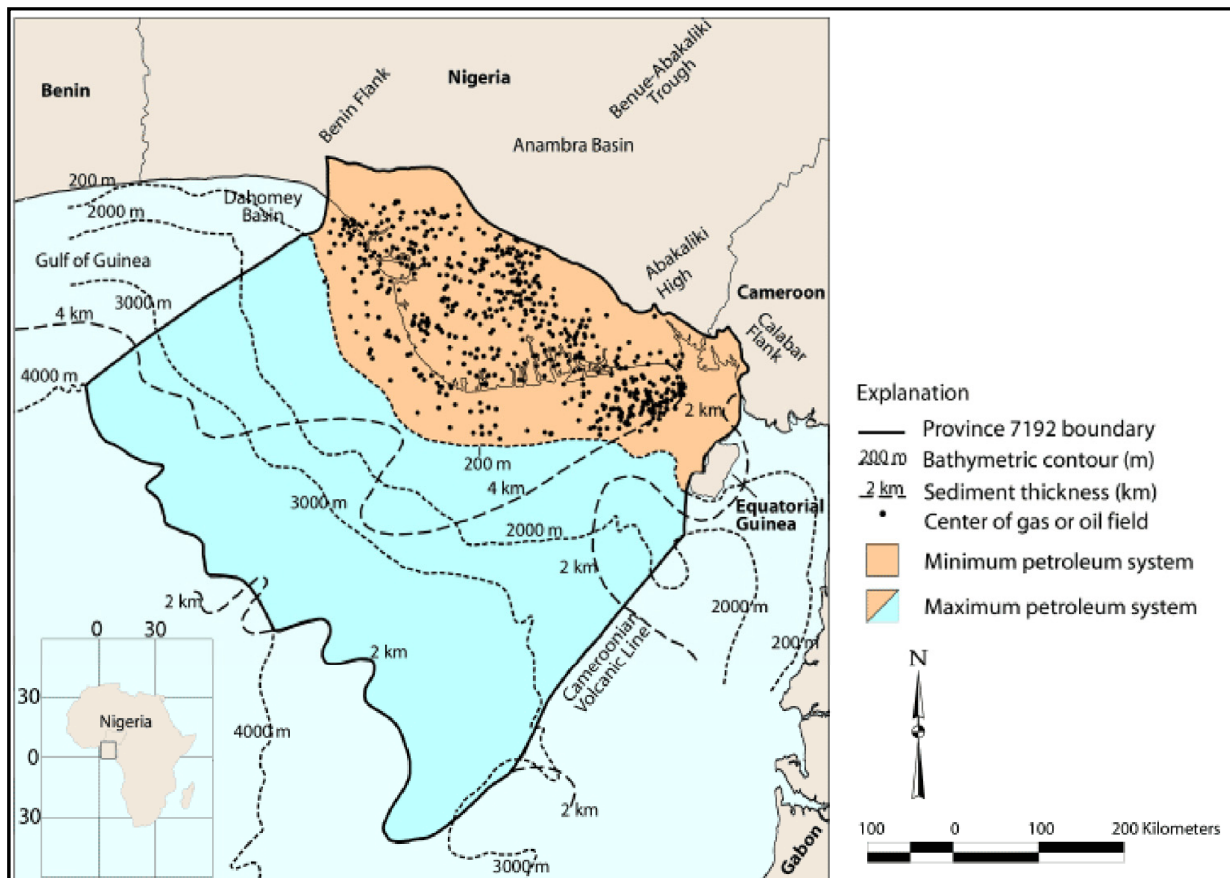 Benin
Nigeria
Benue-Abakaliki
Trough
Benin Flank
Anambra Basin
200 m
2000 m
Dahomey
Basin
Gulf of Guinea
3000 m
4 km
4000 m
Abakaliki
High
Cameroon
Calabar
Flank
2 km
200 m
4 km
3000 m
2000 m
Equatorial
Guinea
2 km
2 km
2 km
2000 m
200 m
Cameroonian
Volcanic Line
4000 m
2 km
3000 m
Gabon
0 30
30
Nigeria
0
30
Explanation
Province 7192 boundary
200 m Bathymetric contour (m)
2 km Sediment thickness (km)
Center of gas or oil field
Minimum petroleum system
Maximum petroleum system
N
100 0 100 200 Kilometers